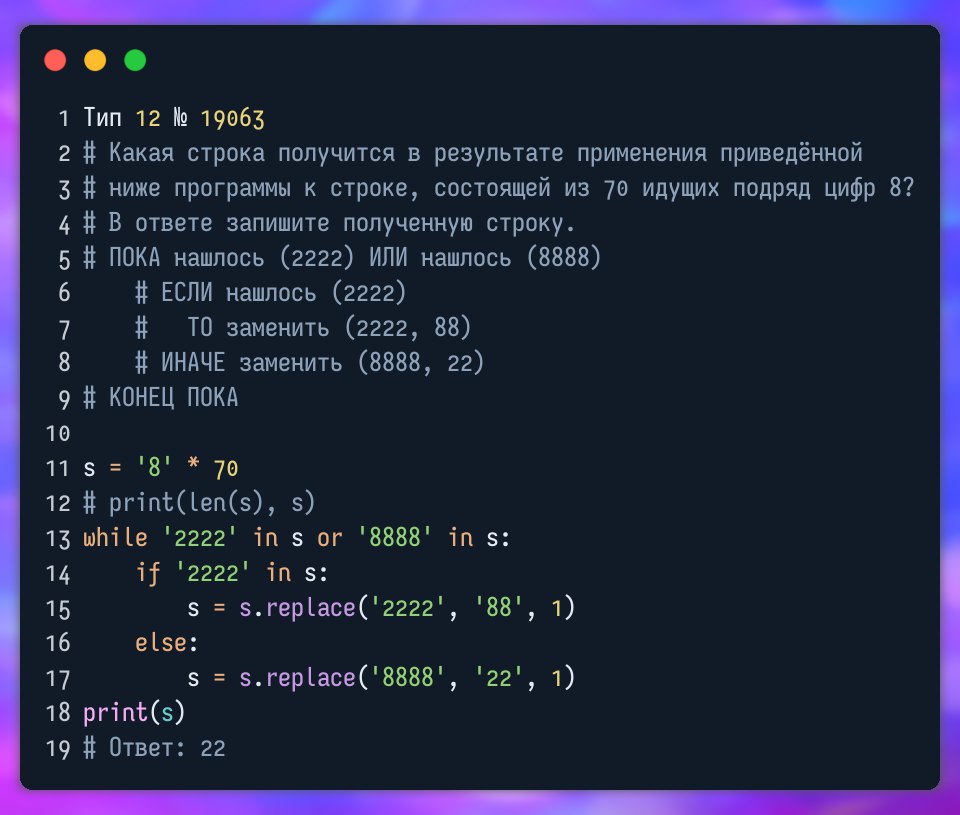 1 Тип 12 № 19063
2 # Какая строка получится в результате применения приведённой
3 # ниже программы к строке, состоящей из 70 идущих подряд цифр 8?
4 # В ответе запишите полученную строку.
5 # ПОКА нашлось (2222) ИЛИ нашлось (8888)
6     # ЕСЛИ нашлось (2222)
7     #   ТО заменить (2222, 88)
8     # ИНАЧЕ заменить (8888, 22)
9 # КОНЕЦ ПОКА
10
11 s = '8' * 70
12 # print(len(s), s)
13 while '2222' in s or '8888' in s:
14     if '2222' in s:
15         s = s.replace('2222', '88', 1)
16     else:
17         s = s.replace('8888', '22', 1)
18 print(s)
19 # Ответ: 22